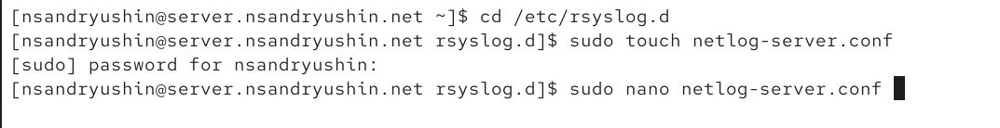 [nsandryushin@server.nsandryushin.net ~]$ cd /etc/rsyslog.d
[nsandryushin@server.nsandryushin.net rsyslog.d]$ sudo touch netlog-server.conf
[sudo] password for nsandryushin:
[nsandryushin@server.nsandryushin.net rsyslog.d]$ sudo nano netlog-server.conf